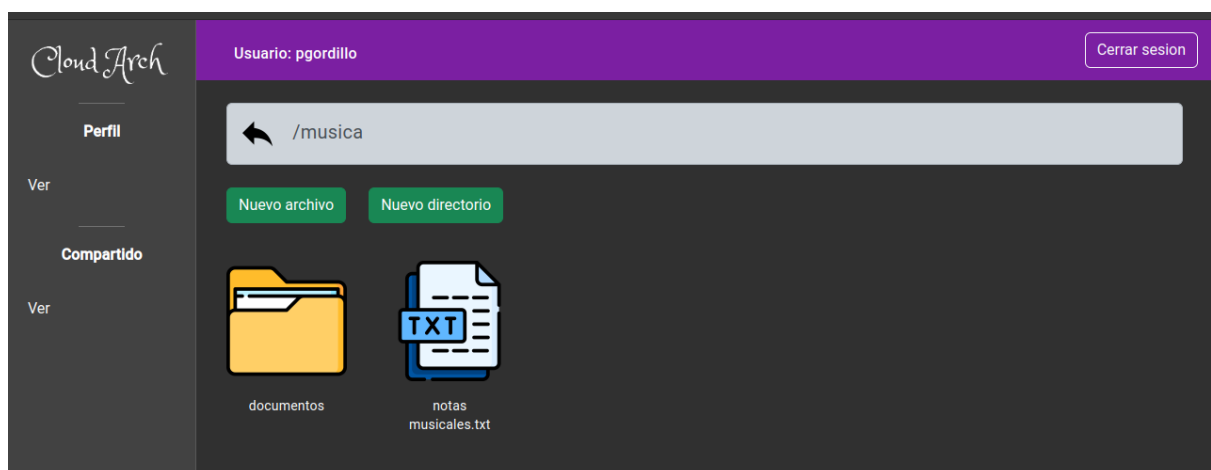 Cloud Arch
Usuario: pgordillo
Cerrar sesion
Perfil
Ver
Compartido
Ver
/musica
Nuevo archivo
Nuevo directorio
TXT
documentos
notas
musicales.txt